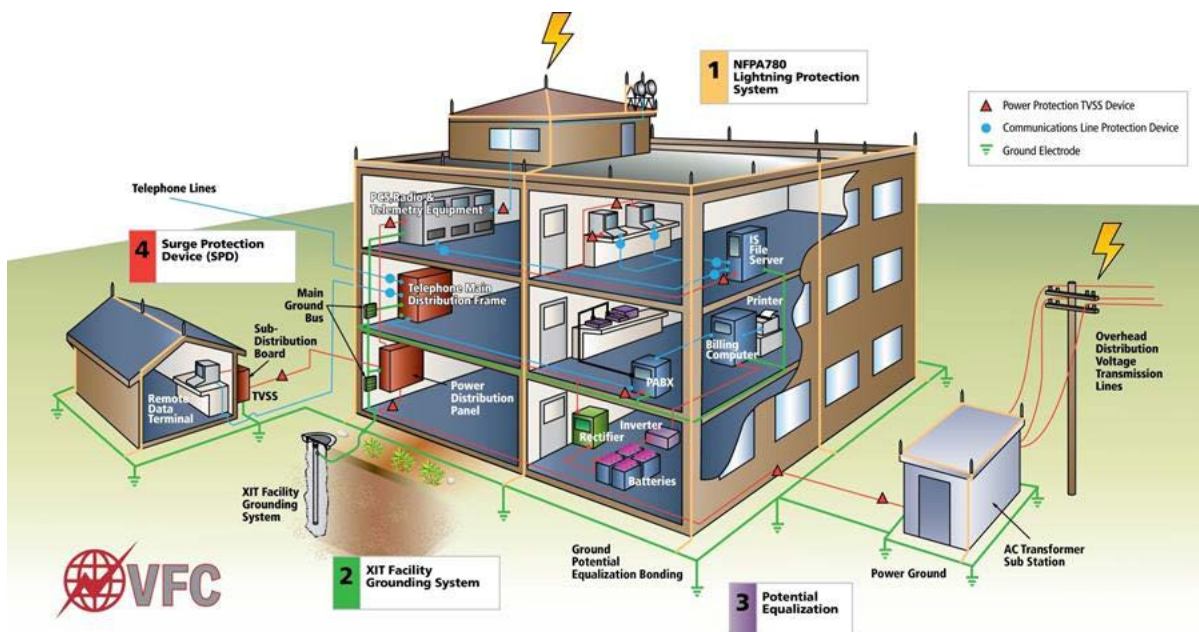 1
NFPA780
Lightning Protection
System
Power Protection TVSS Device
Communications Line Protection Device
Ground Electrode
Telephone Lines
4
Surge Protection
Device (SPD)
PCS,Radio &
Telemetry Equipment
IS
File
Server
Telephone Main
Distribution Frame
Main
Ground
Bus
Printer
Billing
Computer
PABX
Sub-
Distribution
Board
TVSS
Remote
Data
Terminal
Power
Distribution
Panel
Rectifier
Inverter
Batteries
Overhead
Distribution
Voltage
Transmission
Lines
XIT Facility
Grounding
System
VFC
2
XIT Facility
Grounding System
Ground
Potential
Equalization Bonding
3
Potential
Equalization
Power Ground
AC Transformer
Sub Station